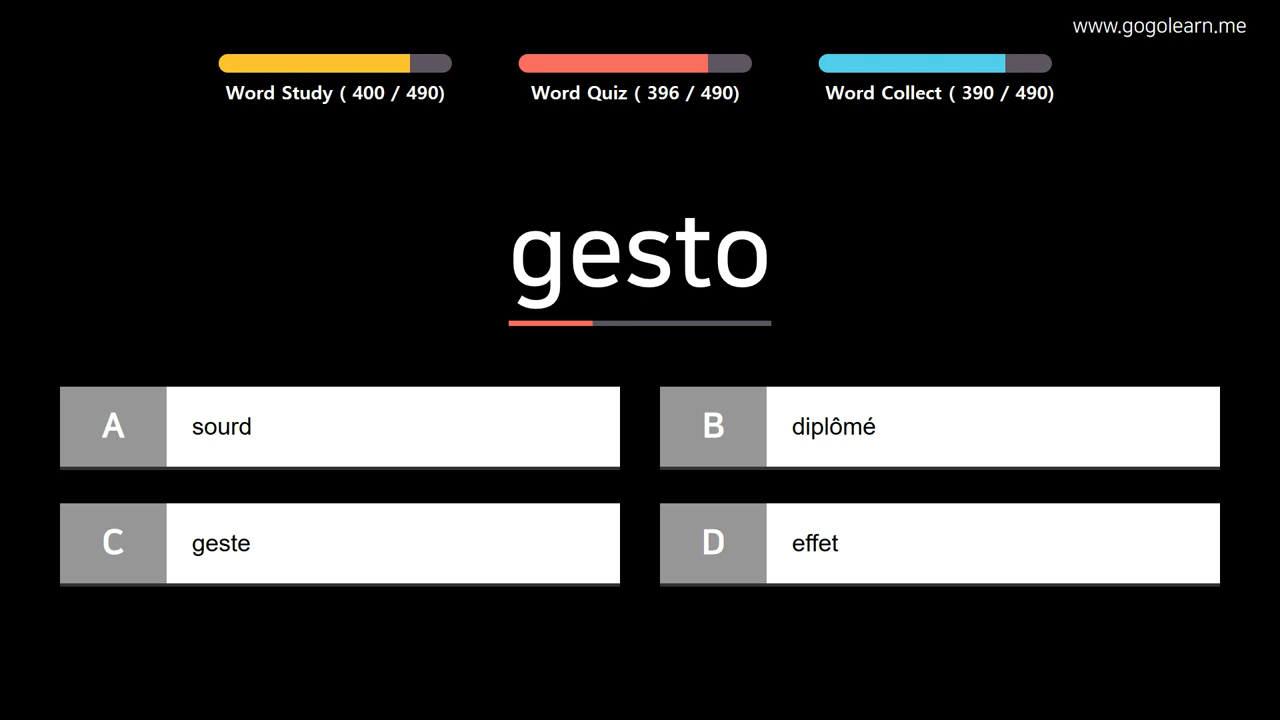 www.gogolearn.me
Word Study ( 400 / 490)
Word Quiz ( 396 / 490)
Word Collect ( 390 / 490)
gesto
A sourd
B diplômé
C geste
D effet